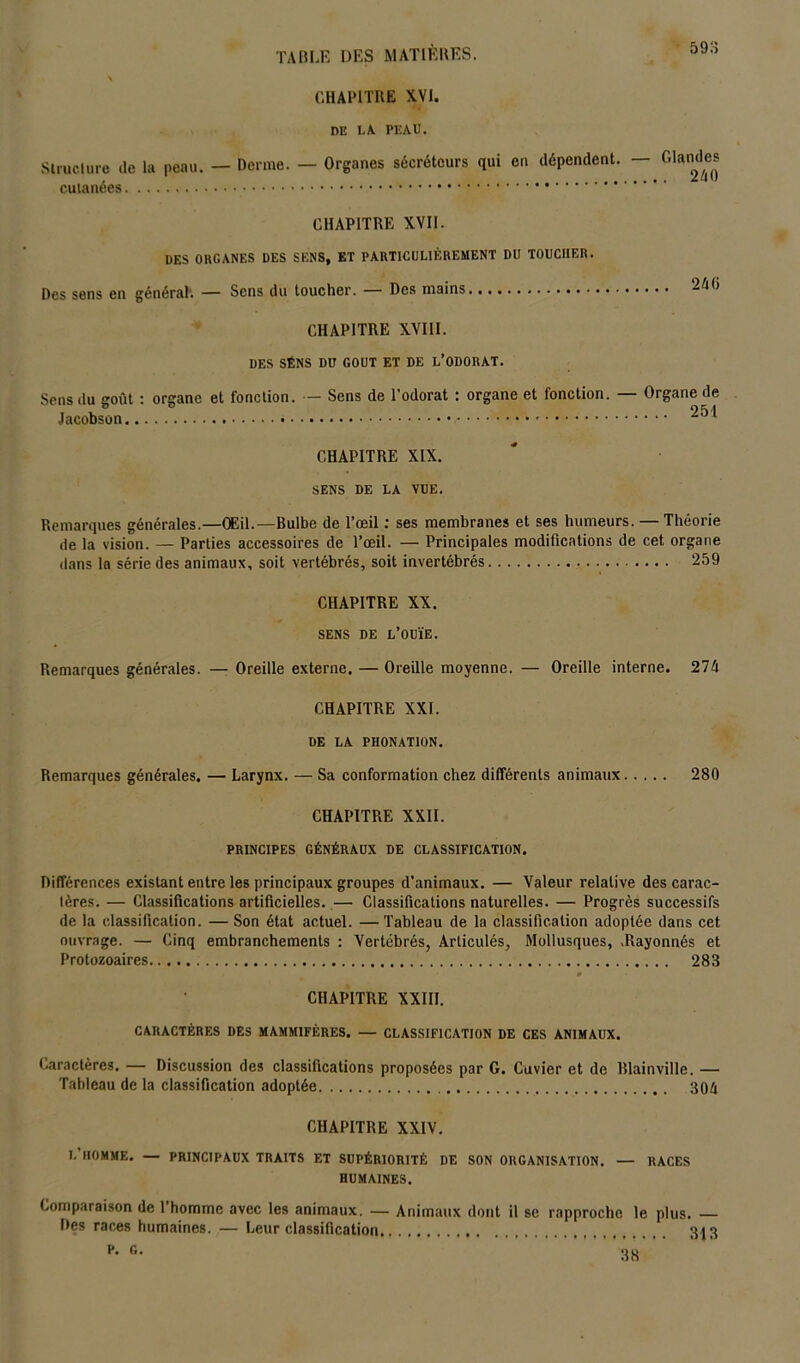 TABLE DES MATIÈRES. 593
CHAPITRE XVI.
DE LA PEAU.
Structure de la peau. — Derme. — Organes sécréteurs qui en dépendent. — Glandes
cutanées. 240
CHAPITRE XVII.
DES ORGANES DES SENS, ET PARTICULIÈREMENT DU TOUCHER.
Des sens en général. — Sens du toucher. — Des mains. 246
CHAPITRE XVIII.
DES SENS DU GOUT ET DE L'ODORAT.
Sens du goût : organe et fonction. — Sens de l'odorat : organe et fonction. — Organe de
Jacobson. 251
CHAPITRE XIX.
SENS DE LA VUE.
Remarques générales.—Œil.—Bulbe de l'œil : ses membranes et ses humeurs. — Théorie
de la vision. — Parties accessoires de l'œil. — Principales modifications de cet organe
dans la série des animaux, soit vertébrés, soit invertébrés. 259
CHAPITRE XX.
SENS DE L'OUÏE.
Remarques générales. — Oreille externe. — Oreille moyenne. — Oreille interne. 274
CHAPITRE XXI.
DE LA PHONATION.
Remarques générales. — Larynx. — Sa conformation chez différents animaux. 280
CHAPITRE XXII.
PRINCIPES GÉNÉRAUX DE CLASSIFICATION.
Différences existant entre les principaux groupes d'animaux. — Valeur relative des carac-
tères. — Classifications artificielles. — Classifications naturelles. — Progrès successifs
de la classification. — Son état actuel. — Tableau de la classification adoptée dans cet
ouvrage. — Cinq embranchements : Vertébrés, Articulés, Mollusques, Rayonnés et
Protozoaires. 283
CHAPITRE XXIII.
CARACTÈRES DES MAMMIFÈRES. — CLASSIFICATION DE CES ANIMAUX.
Caractères. — Discussion des classifications proposées par G. Cuvier et de Blainville. —
Tableau de la classification adoptée. 304
CHAPITRE XXIV.
L'HOMME. — PRINCIPAUX TRAITS ET SUPÉRIORITÉ DE SON ORGANISATION. — RACES
HUMAINES.
Comparaison de l'homme avec les animaux. — Animaux dont il se rapproche le plus. —
Des races humaines. — Leur classification. 313
P. G. 38